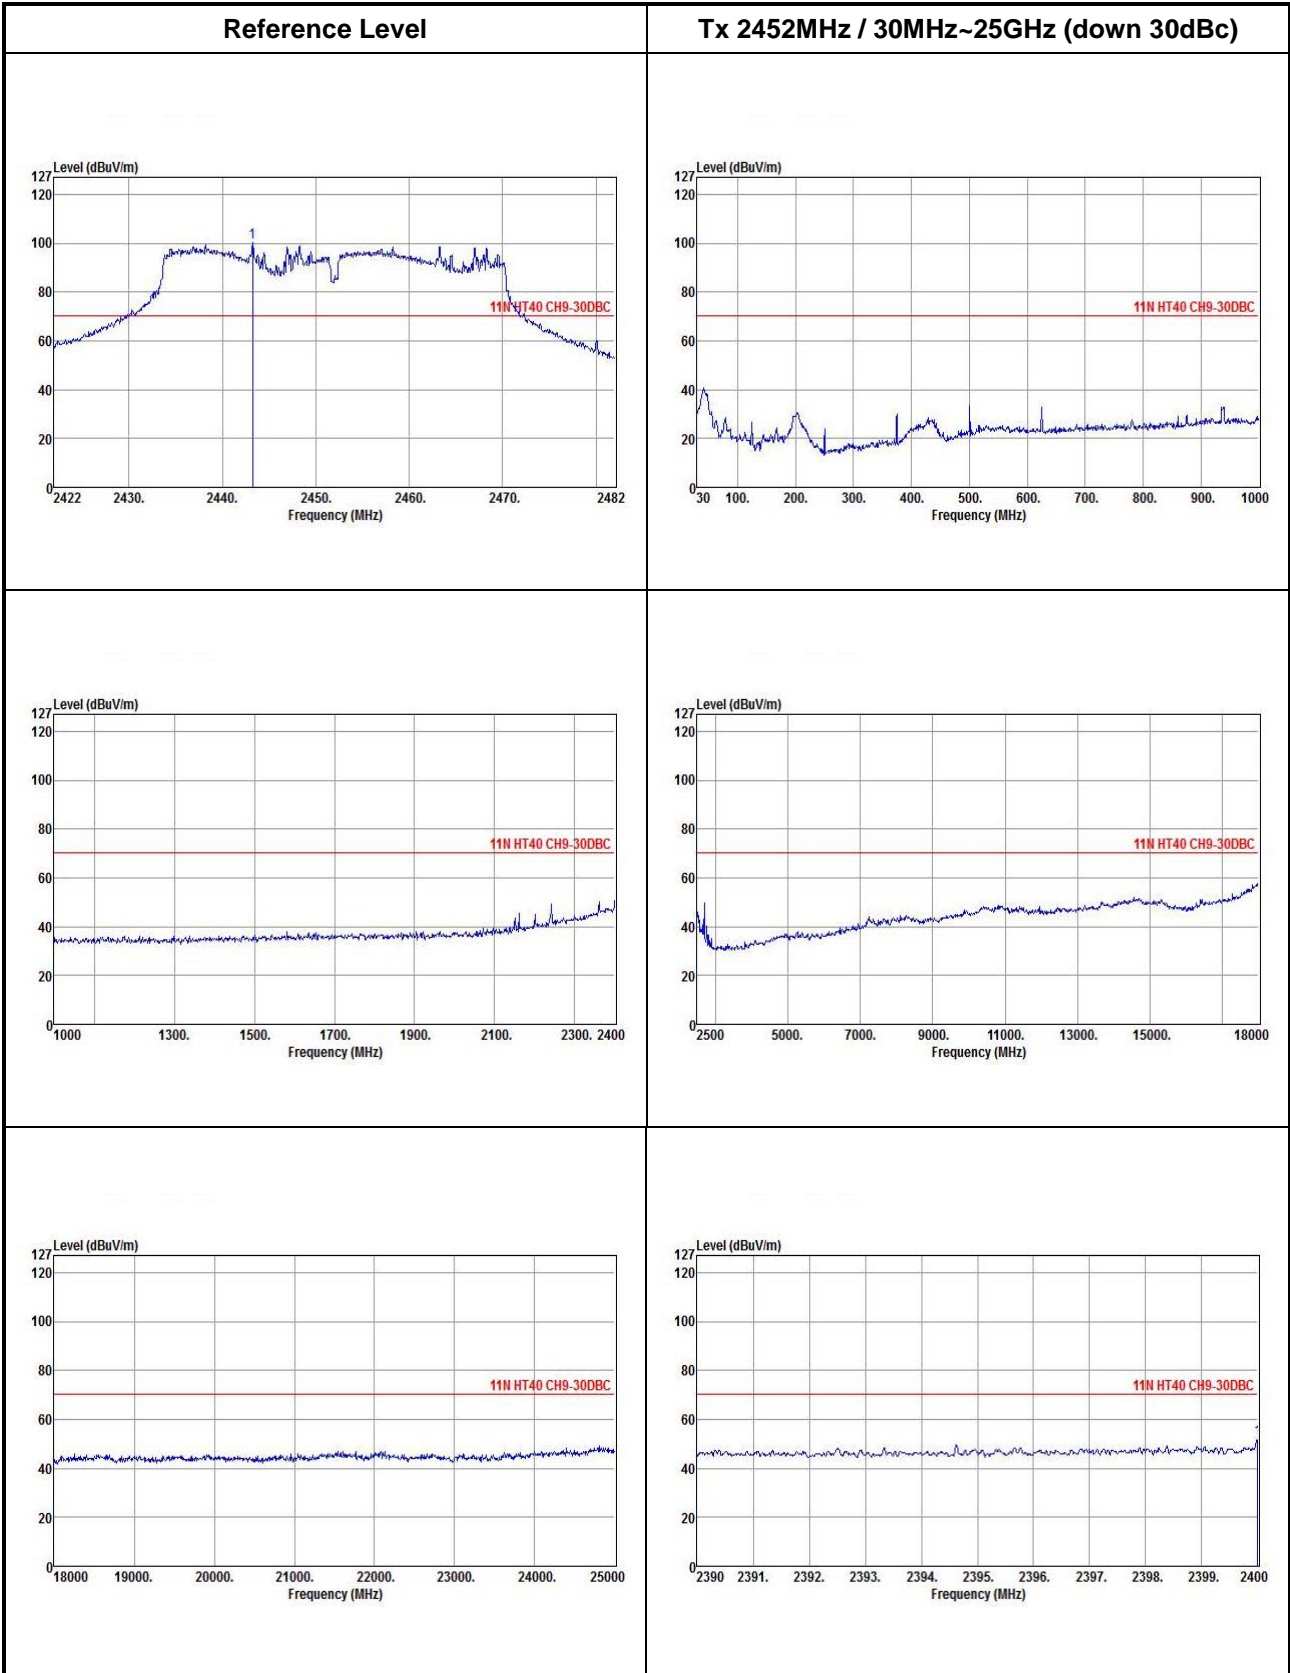 Reference Level
Tx 2452MHz / 30MHz~25GHz (down 30dBc)
Level (dBuV/m)
127
120
100
80
60
40
20
0
1
11N HT40 CH9-30DBC
2422 2430. 2440. 2450. 2460. 2470. 2482
Frequency (MHz)
Level (dBuV/m)
127
120
100
80
60
40
20
0
11N HT40 CH9-30DBC
30 100. 200. 300. 400. 500. 600. 700. 800. 900. 1000
Frequency (MHz)
Level (dBuV/m)
127
120
100
80
60
40
20
0
11N HT40 CH9-30DBC
1000 1300. 1500. 1700. 1900. 2100. 2300. 2400
Frequency (MHz)
Level (dBuV/m)
127
120
100
80
60
40
20
0
11N HT40 CH9-30DBC
2500 5000. 7000. 9000. 11000. 13000. 15000. 18000
Frequency (MHz)
Level (dBuV/m)
127
120
100
80
60
40
20
0
11N HT40 CH9-30DBC
18000 19000. 20000. 21000. 22000. 23000. 24000. 25000
Frequency (MHz)
Level (dBuV/m)
127
120
100
80
60
40
20
0
11N HT40 CH9-30DBC
2390 2391. 2392. 2393. 2394. 2395. 2396. 2397. 2398. 2399. 2400
Frequency (MHz)